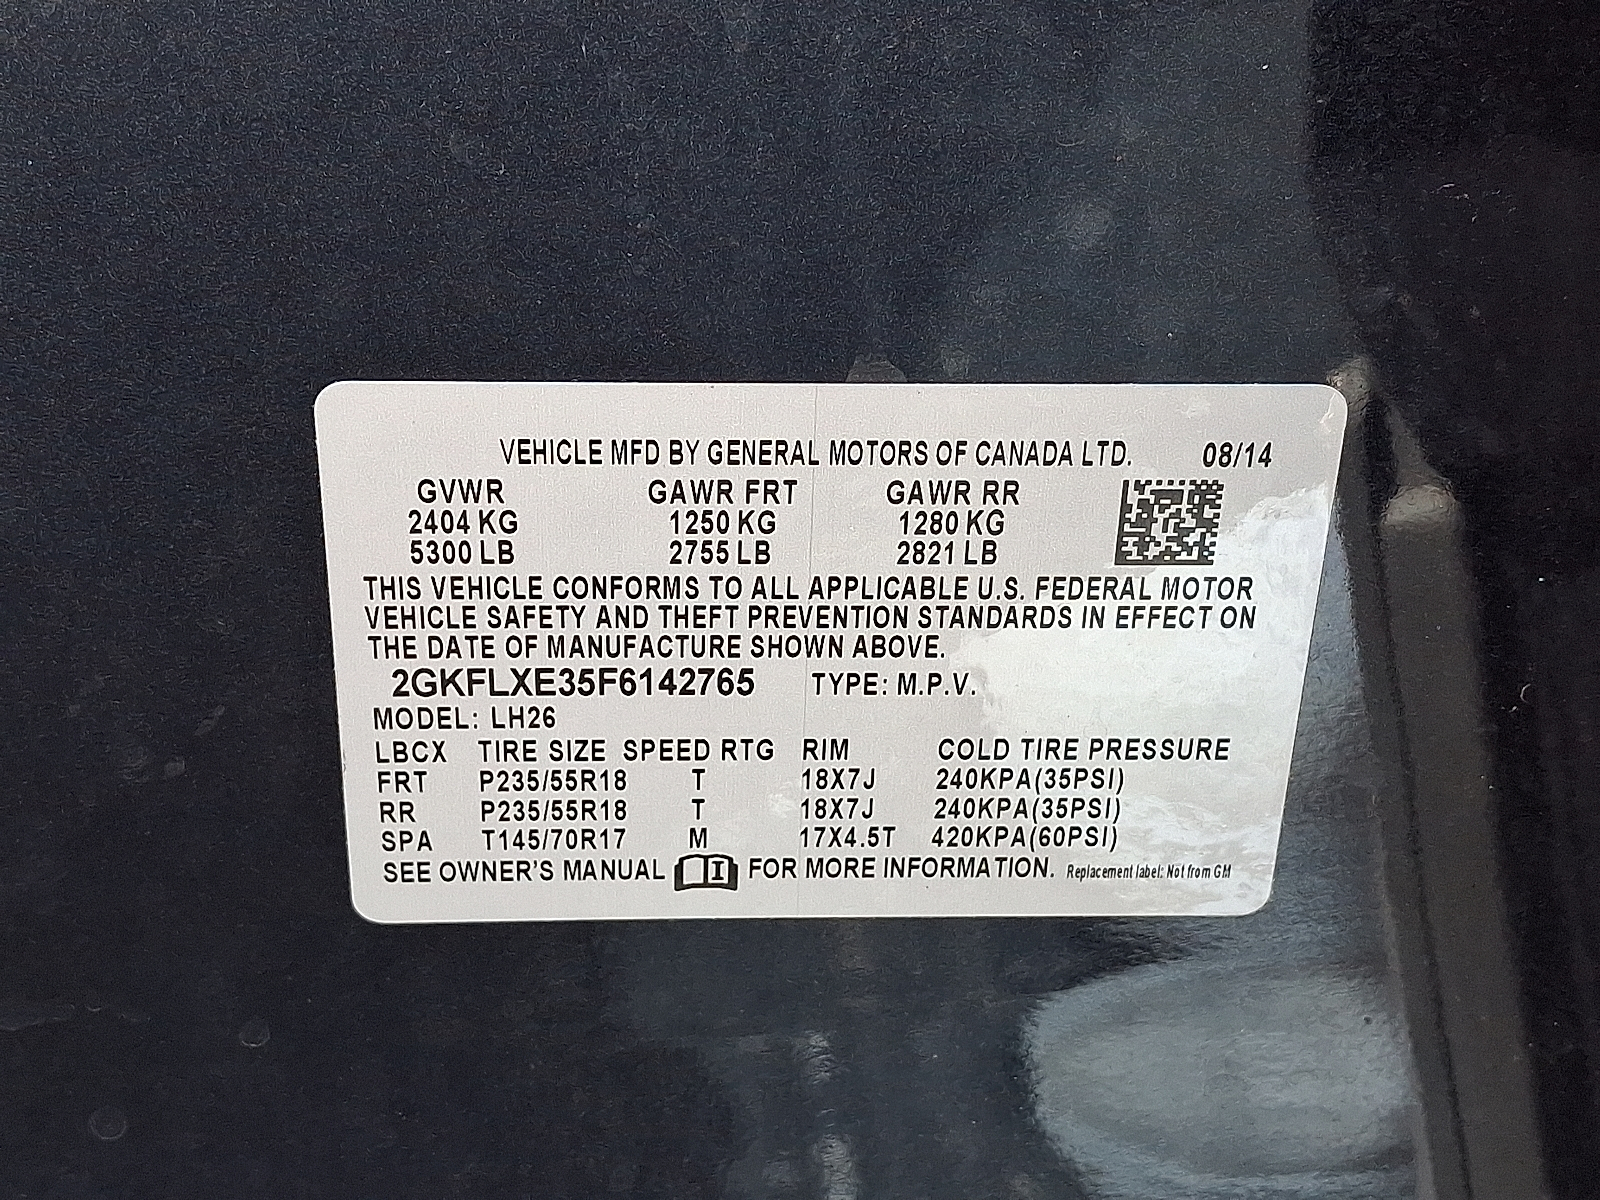 VEHICLE MFD BY GENERAL MOTORS OF CANADA LTD. 08/14
GVWR GAWR FRT GAWR RR
2404 KG 1250 KG 1280 KG
5300 LB 2755 LB 2821 LB
THIS VEHICLE CONFORMS TO ALL APPLICABLE U.S. FEDERAL MOTOR
VEHICLE SAFETY AND THEFT PREVENTION STANDARDS IN EFFECT ON
THE DATE OF MANUFACTURE SHOWN ABOVE.
2GKFLXE35F6142765 TYPE: M.P.V.
MODEL: LH26
LBCX TIRE SIZE SPEED RTG RIM COLD TIRE PRESSURE
FRT P235/55R18 T 18X7J 240KPA(35PSI)
RR P235/55R18 T 18X7J 240KPA(35PSI)
SPA T145/70R17 M 17X4.5T 420KPA(60PSI)
SEE OWNER'S MANUAL FOR MORE INFORMATION. Replacement label: Not from GM